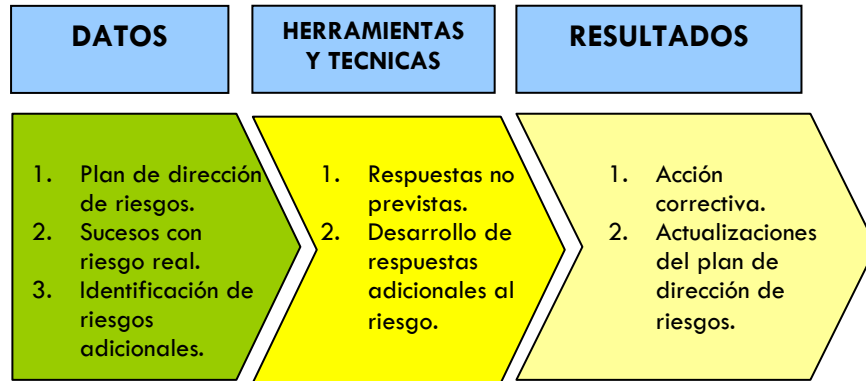 DATOS
HERRAMIENTAS
Y TECNICAS
RESULTADOS
1. Plan de dirección
de riesgos.
2. Sucesos con
riesgo real.
3. Identificación de
riesgos
adicionales.
1. Respuestas no
previstas.
2. Desarrollo de
respuestas
adicionales al
riesgo.
1. Acción
correctiva.
2. Actualizaciones
del plan de
dirección de
riesgos.